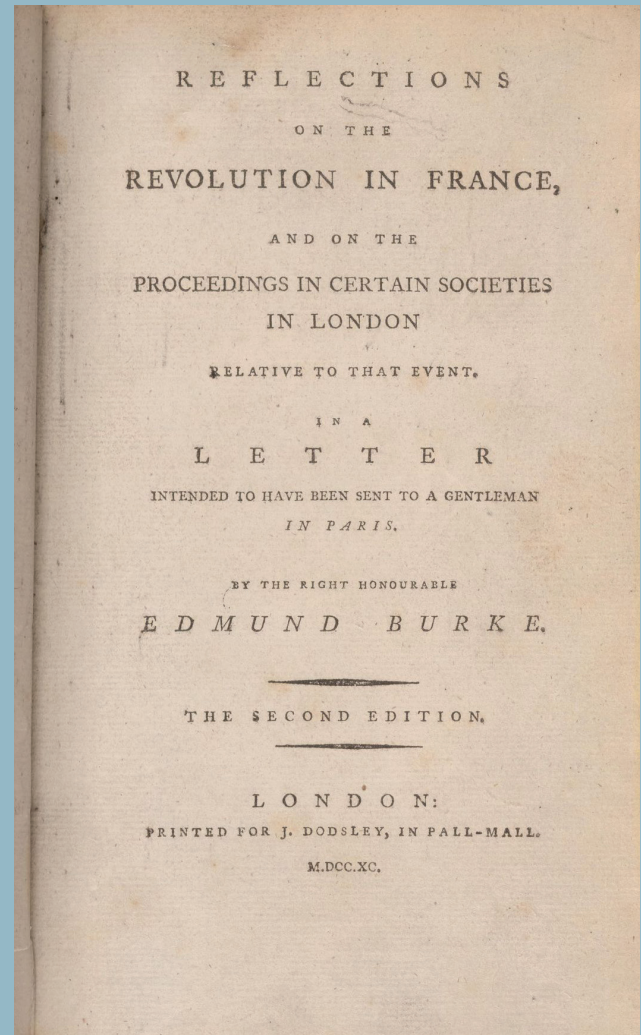 REFLECTIONS
ON THE
REVOLUTION IN FRANCE,
AND ON THE
PROCEEDINGS IN CERTAIN SOCIETIES
IN LONDON
RELATIVE TO THAT EVENT.
IN A
LETTER
INTENDED TO HAVE BEEN SENT TO A GENTLEMAN
IN PARIS.
BY THE RIGHT HONOURABLE
EDMUND BURKE.
THE SECOND EDITION.
LONDON:
PRINTED FOR J. DODSLEY, IN PALL-MALL.
M.DCC.XC.